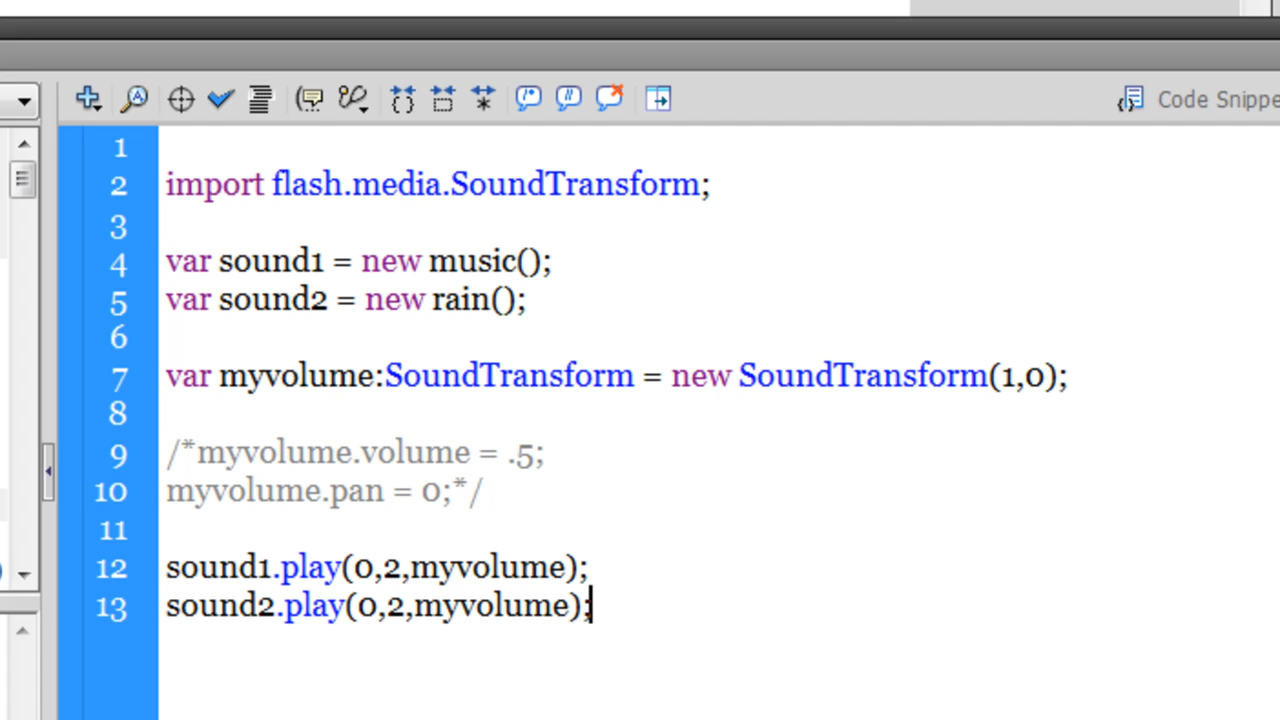 Code Snippe
1
2 import flash.media.SoundTransform;
3
4 var sound1 = new music();
5 var sound2 = new rain();
6
7 var myvolume:SoundTransform = new SoundTransform(1,0);
8
9 /*myvolume.volume = .5;
10 myvolume.pan = 0;*/
11
12 sound1.play(0,2,myvolume);
13 sound2.play(0,2,myvolume);